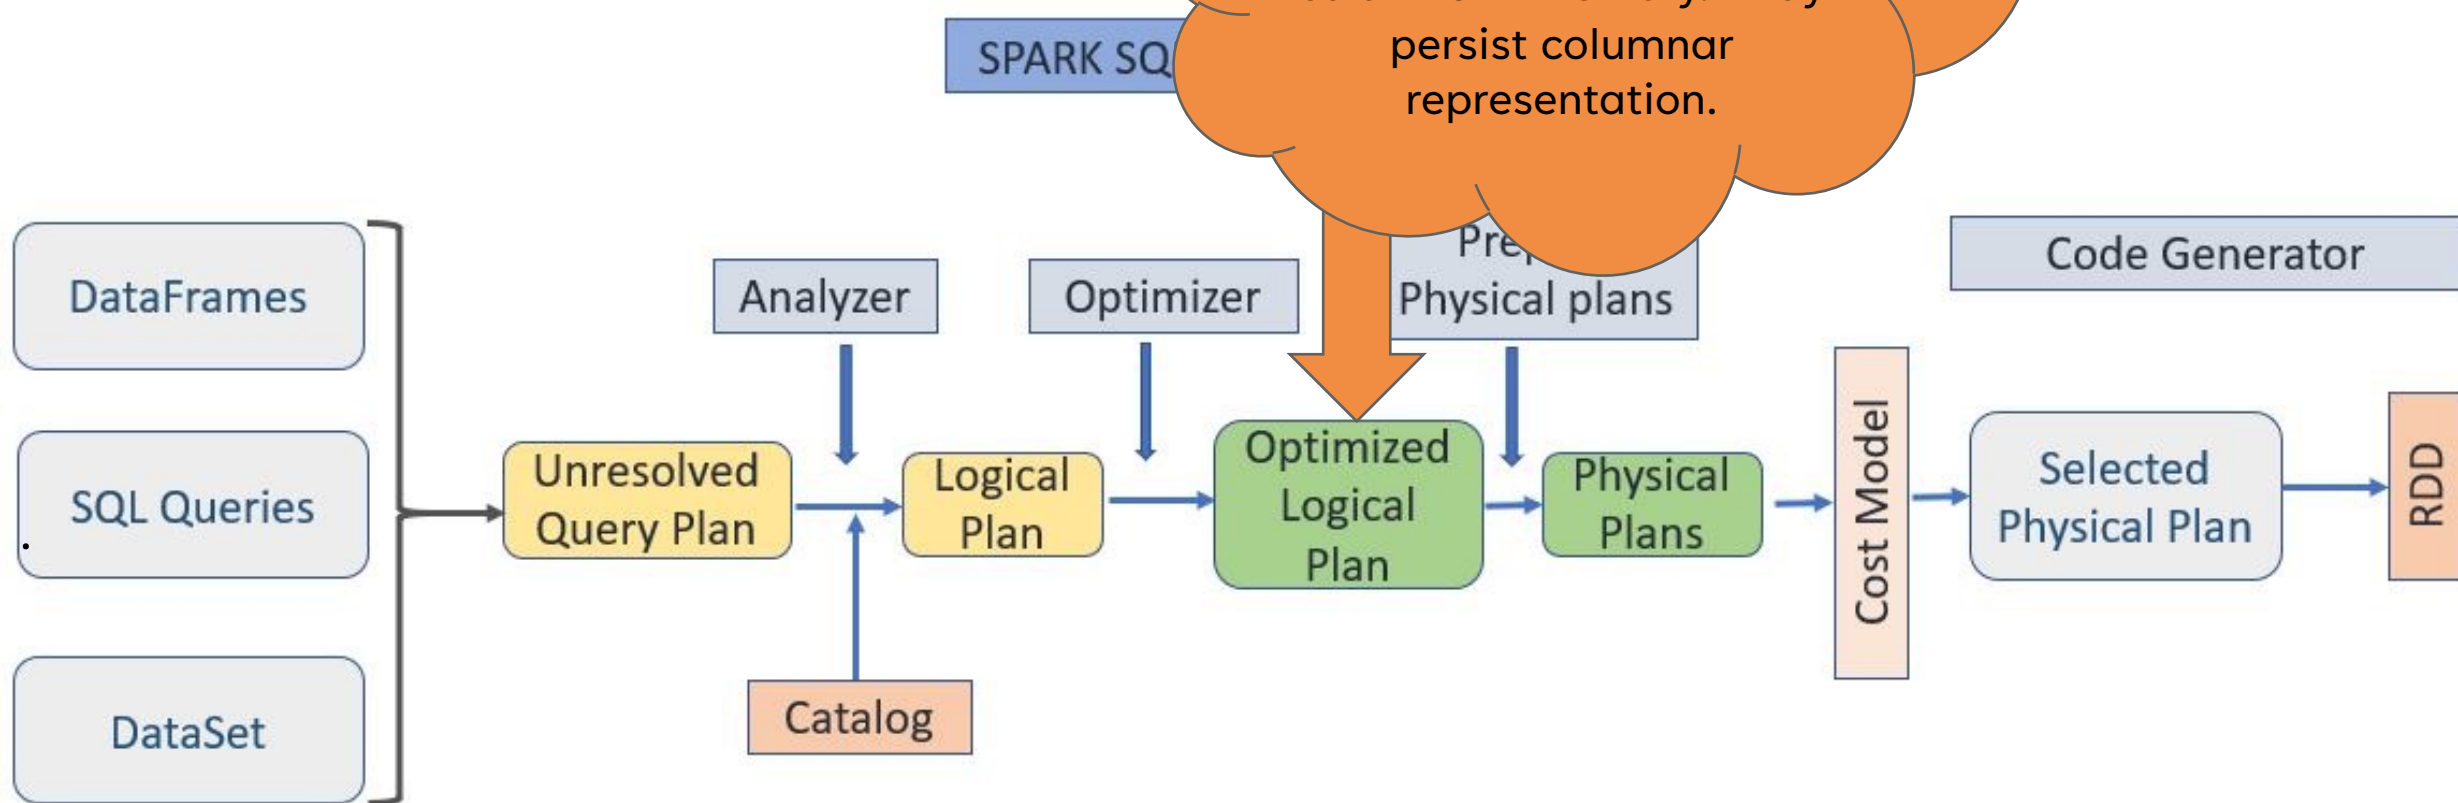 SPARK SQ
persist columnar
representation.
DataFrames
SQL Queries
.
DataSet
Unresolved
Query Plan
Analyzer
Catalog
Logical
Plan
Optimizer
Optimized
Logical
Plan
Physical plans
Physical
Plans
Cost Model
Code Generator
Selected
Physical Plan
RDD